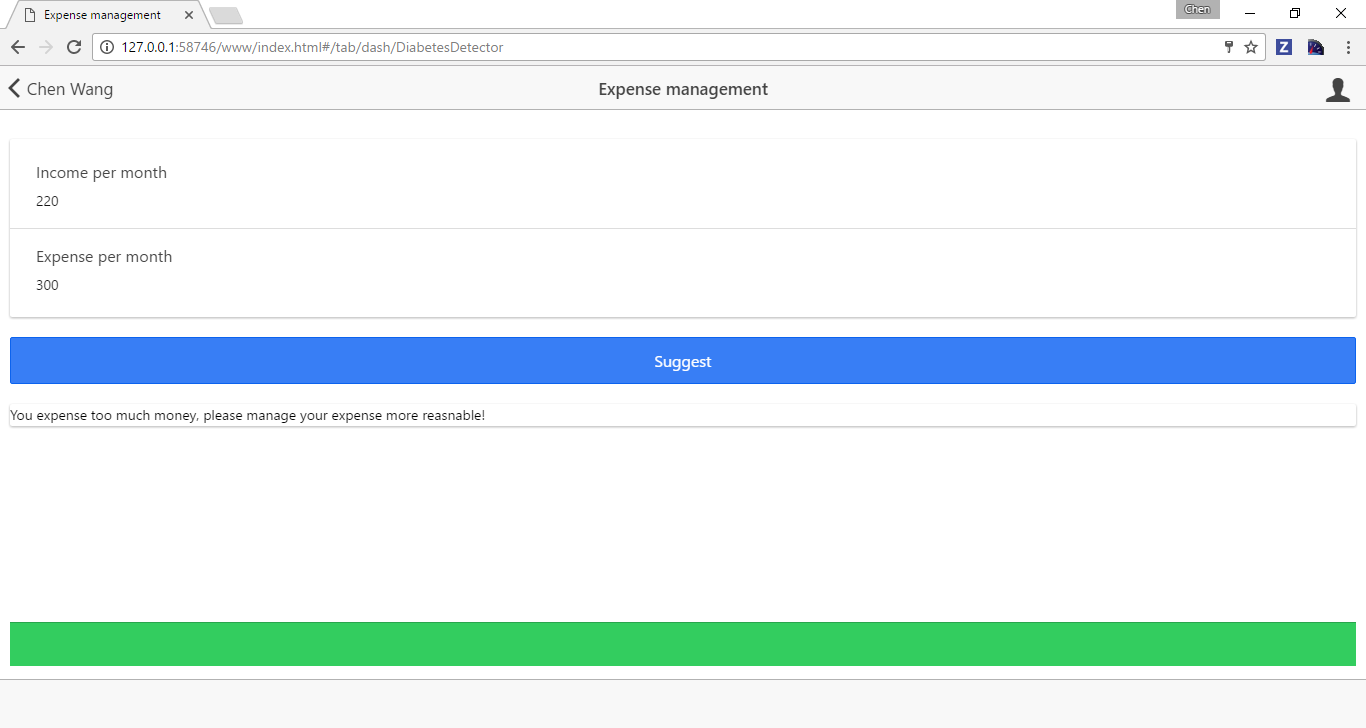 Expense management
Chen
127.0.0.1:58746/www/index.html#/tab/dash/DiabetesDetector
Z
Chen Wang
Expense management
Income per month
220
Expense per month
300
Suggest
You expense too much money, please manage your expense more reasnable!